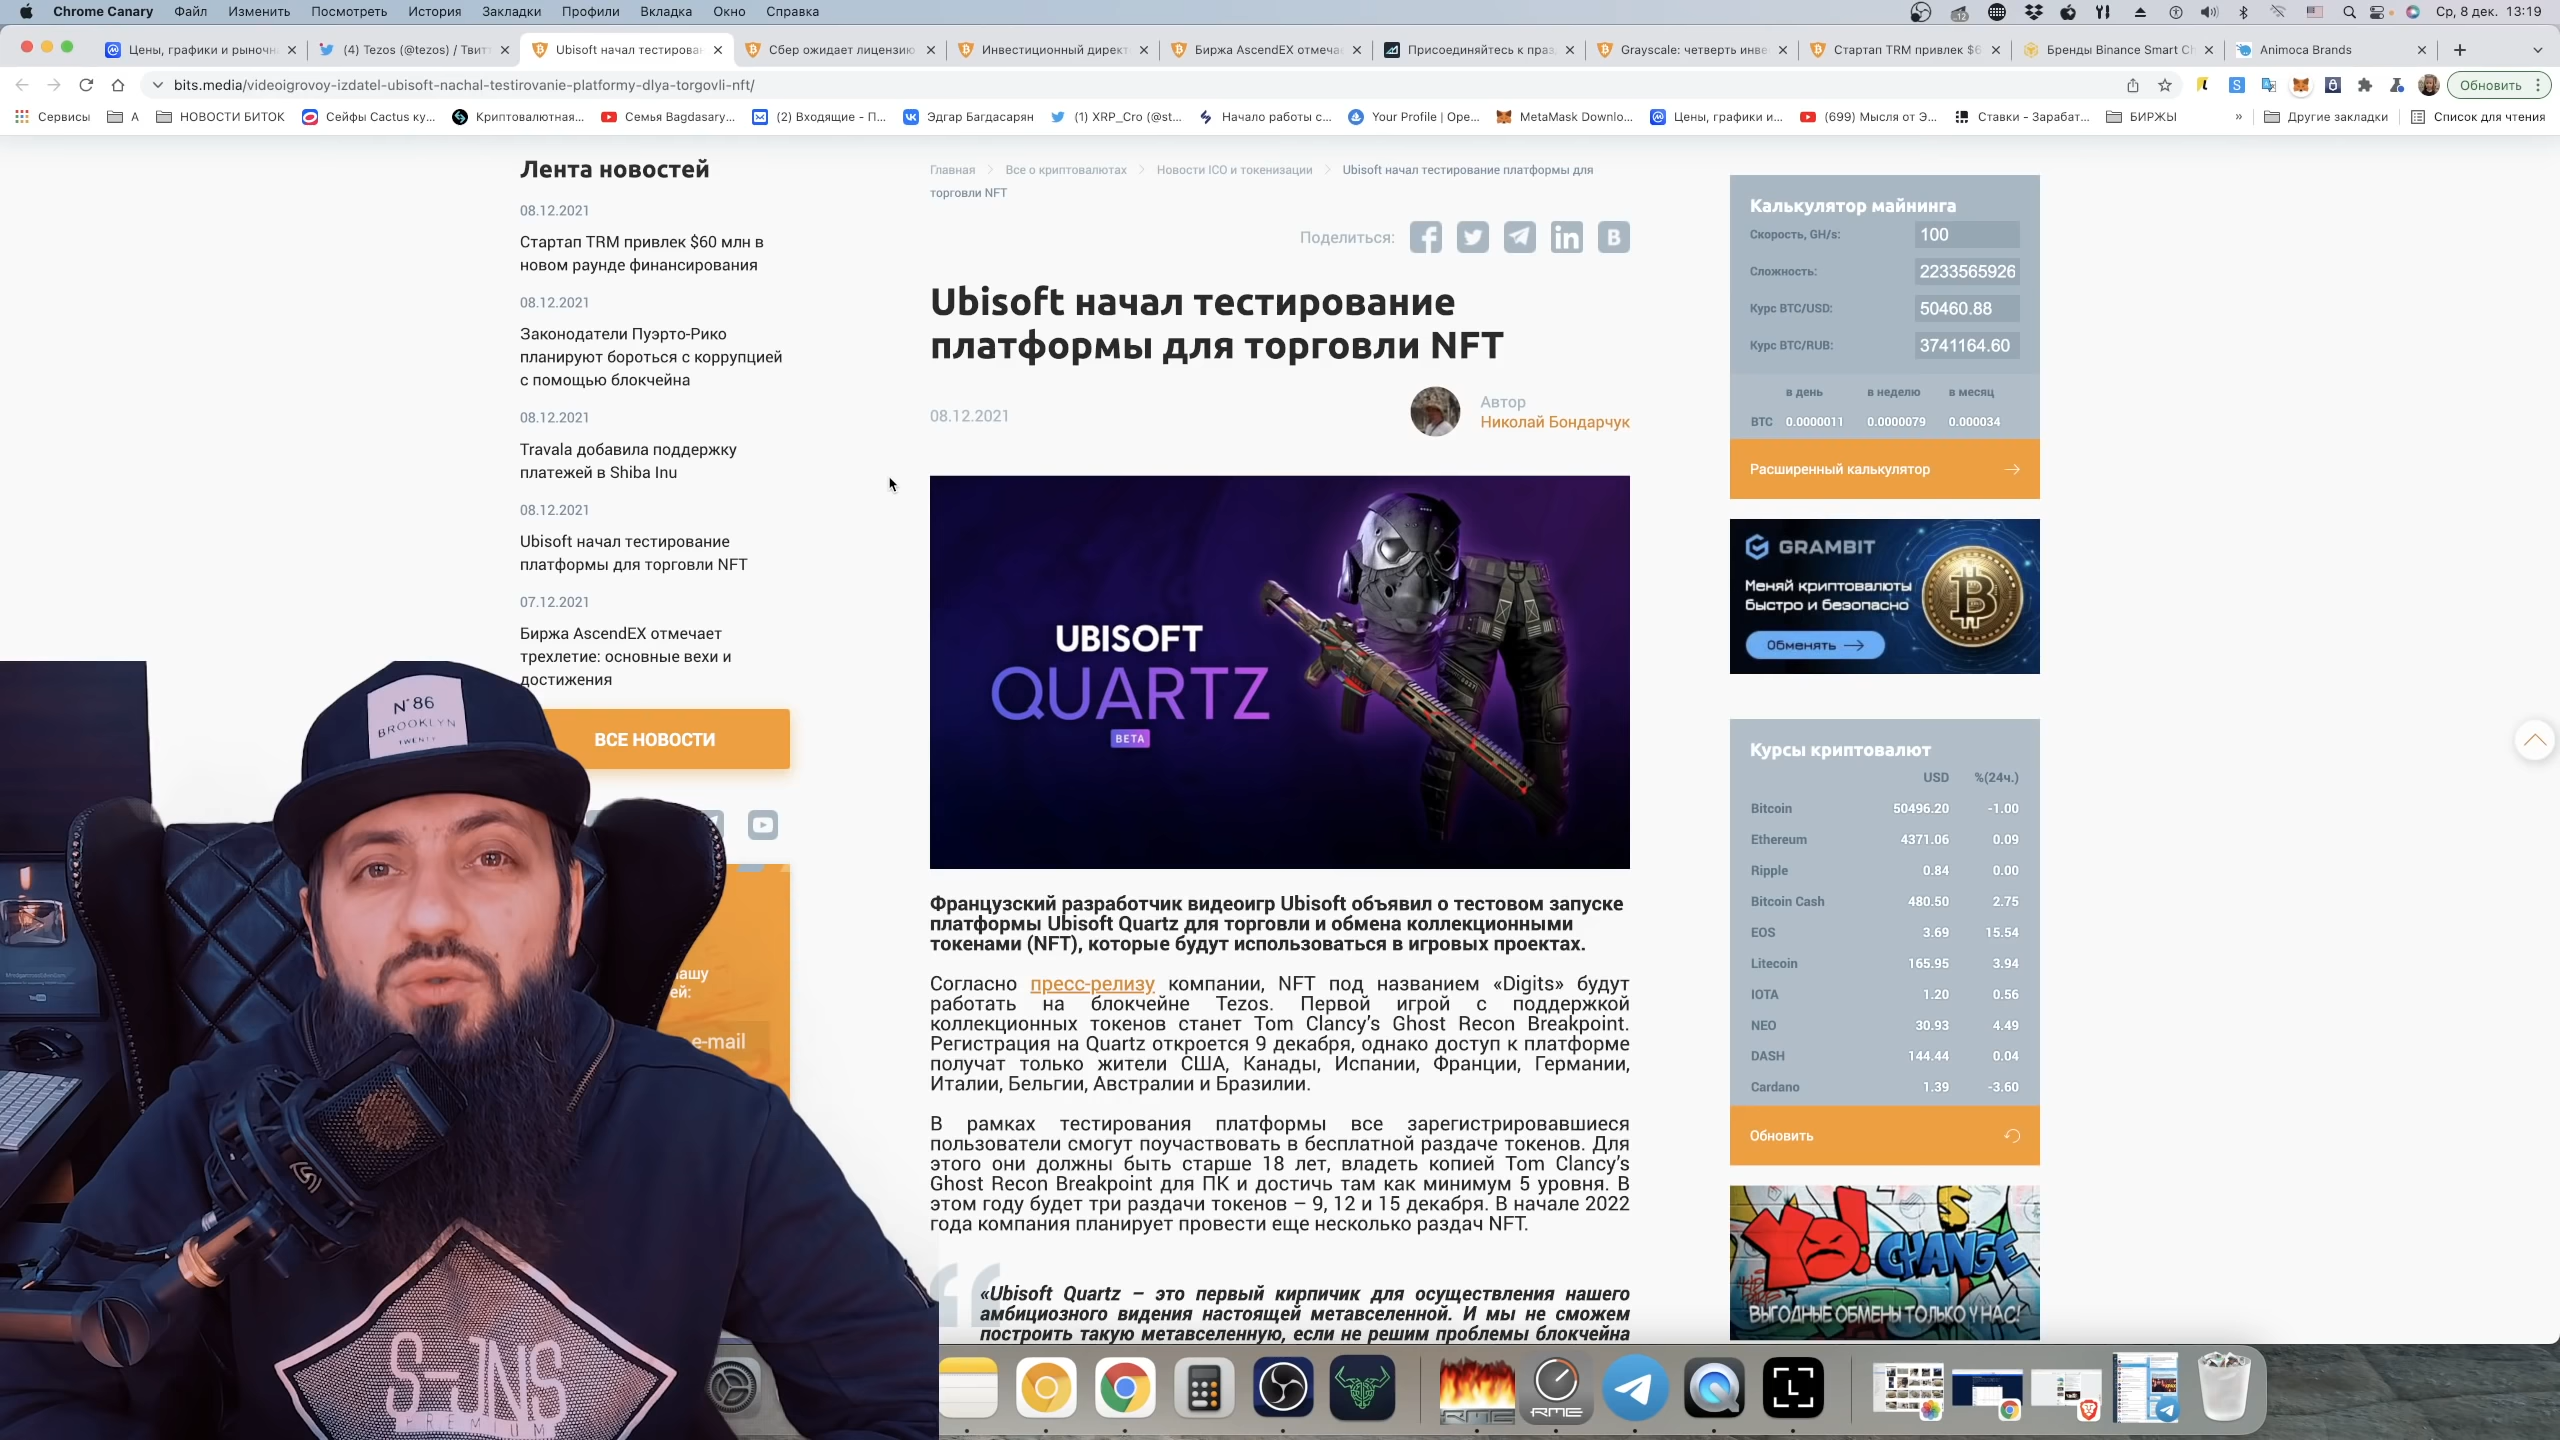 Chrome Canary Файл Изменить Посмотреть История Закладки Профили Вкладка Окно Справка
Ср, 8 дек. 13:19
Цены, графики и рыночн
(4) Tezos (@tezos) / Твит
Ubisoft начал тестирован
Сбер ожидает лицензию
Инвестиционный директ
Биржа AscendEX отмечае
Присоединяйтесь к праз
Grayscale: четверть инве
Стартап TRM привлек $6
Бренды Binance Smart Ch
Animoca Brands
bits.media/videoigrovoy-izdatel-ubisoft-nachal-testirovanie-platformy-dlya-torgovli-nft/
Обновить
Сервисы
А
НОВОСТИ БИТОК
Сейфы Cactus ку...
Криптовалютная...
Семья Bagdasary...
(2) Входящие - П...
Эдгар Багдасарян
(1) XRP_Cro (@st...
Начало работы с...
Your Profile | Ope...
MetaMask Downlo...
Цены, графики и...
(699) Мысля от Э...
Ставки - Зарабат...
БИРЖИ
»
Другие закладки
Список для чтения
Лента новостей
08.12.2021
Стартап TRM привлек $60 млн в
новом раунде финансирования
08.12.2021
Законодатели Пуэрто-Рико
планируют бороться с коррупцией
с помощью блокчейна
08.12.2021
Travala добавила поддержку
платежей в Shiba Inu
08.12.2021
Ubisoft начал тестирование
платформы для торговли NFT
07.12.2021
Биржа AscendEX отмечает
трехлетие: основные вехи и
достижения
ВСЕ НОВОСТИ
ашу
ей:
e-mail
N°86
BROOKLYN
TWENTY
S-JNS
PREMIUM
Главная Все о криптовалютах Новости ICO и токенизации Ubisoft начал тестирование платформы для
торговли NFT
Поделиться:
Ubisoft начал тестирование
платформы для торговли NFT
08.12.2021
Автор
Николай Бондарчук
UBISOFT
QUARTZ
BETA
Французский разработчик видеоигр Ubisoft объявил о тестовом запуске
платформы Ubisoft Quartz для торговли и обмена коллекционными
токенами (NFT), которые будут использоваться в игровых проектах.
Согласно пресс-релизу компании, NFT под названием «Digits» будут
работать на блокчейне Tezos. Первой игрой с поддержкой
коллекционных токенов станет Tom Clancy’s Ghost Recon Breakpoint.
Регистрация на Quartz откроется 9 декабря, однако доступ к платформе
получат только жители США, Канады, Испании, Франции, Германии,
Италии, Бельгии, Австралии и Бразилии.
В рамках тестирования платформы все зарегистрировавшиеся
пользователи смогут поучаствовать в бесплатной раздаче токенов. Для
этого они должны быть старше 18 лет, владеть копией Tom Clancy’s
Ghost Recon Breakpoint для ПК и достичь там как минимум 5 уровня. В
этом году будет три раздачи токенов – 9, 12 и 15 декабря. В начале 2022
года компания планирует провести еще несколько раздач NFT.
«Ubisoft Quartz – это первый кирпичик для осуществления нашего
амбициозного видения настоящей метавселенной. И мы не сможем
построить такую метавселенную, если не решим проблемы блокчейна
Калькулятор майнинга
Скорость, GH/s: 100
Сложность: 2233565926
Курс BTC/USD: 50460.88
Курс BTC/RUB: 3741164.60
в день в неделю в месяц
BTC 0.0000011 0.0000079 0.000034
Расширенный калькулятор
GRAMBIT
Меняй криптовалюты
быстро и безопасно
Обменять
Курсы криптовалют
USD %(24ч.)
Bitcoin 50496.20 -1.00
Ethereum 4371.06 0.09
Ripple 0.84 0.00
Bitcoin Cash 480.50 2.75
EOS 3.69 15.54
Litecoin 165.95 3.94
IOTA 1.20 0.56
NEO 30.93 4.49
DASH 144.44 0.04
Cardano 1.39 -3.60
Обновить
Yo!
CHANGE
ВЫГОДНЫЕ ОБМЕНЫ ТОЛЬКО У НАС!
RME
RME